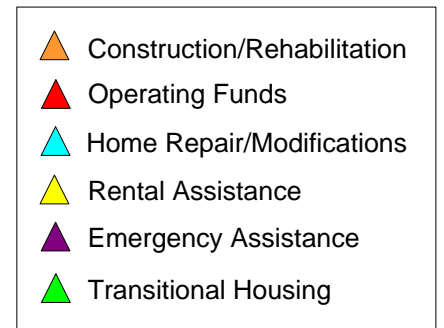 Construction/Rehabilitation
Operating Funds
Home Repair/Modifications
Rental Assistance
Emergency Assistance
Transitional Housing